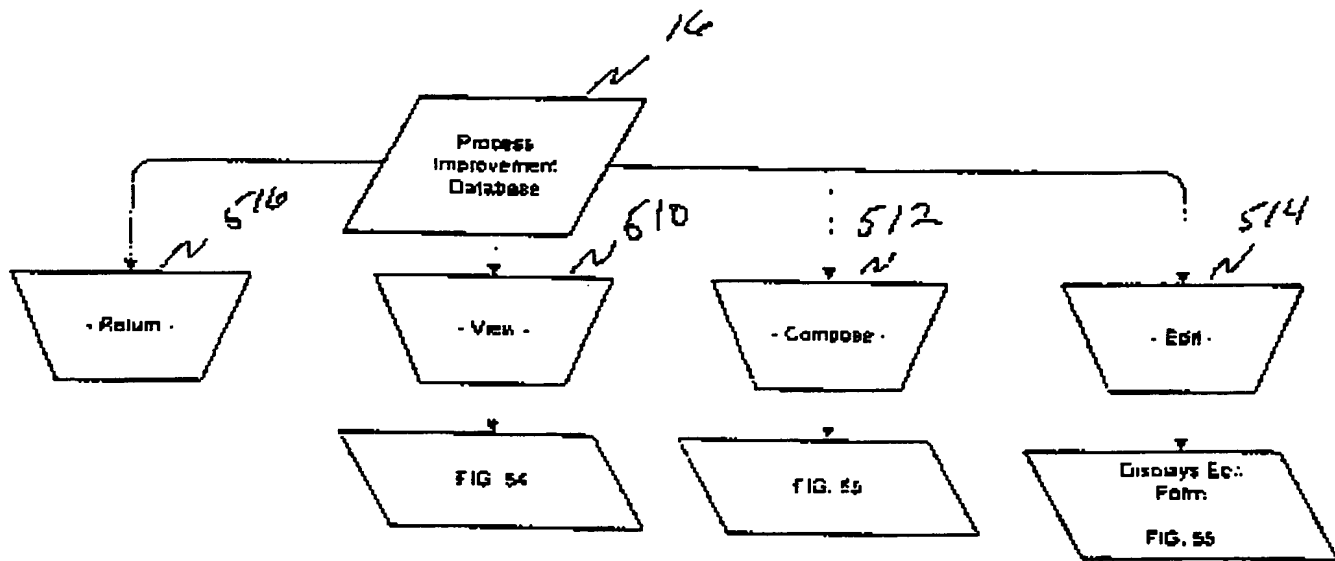 16
Process
Improvement
Database
516
510
512
514
- Return -
- View -
- Compose -
- Edit -
FIG. 54
FIG. 55
Displays Edit
Form
FIG. 55